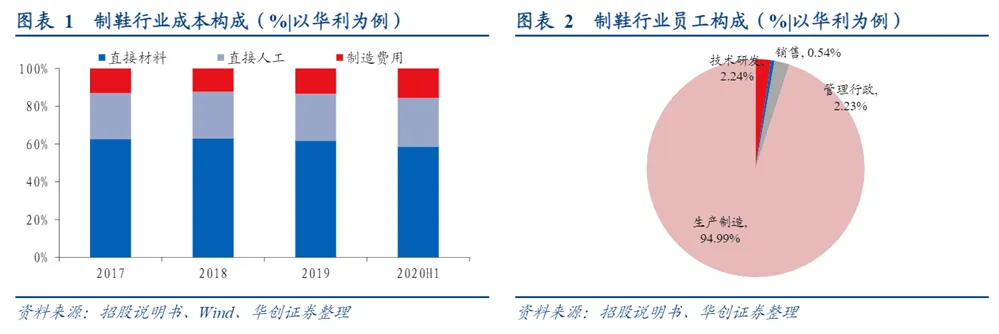 图表 1 制鞋行业成本构成（%|以华利为例）
直接材料 直接人工 制造费用
100%
80%
60%
40%
20%
0%
2017 2018 2019 2020H1
资料来源：招股说明书、Wind、华创证券整理
图表 2 制鞋行业员工构成（%|以华利为例）
技术研发,
2.24%
销售, 0.54%
管理行政,
2.23%
生产制造,
94.99%
资料来源：招股说明书、华创证券整理